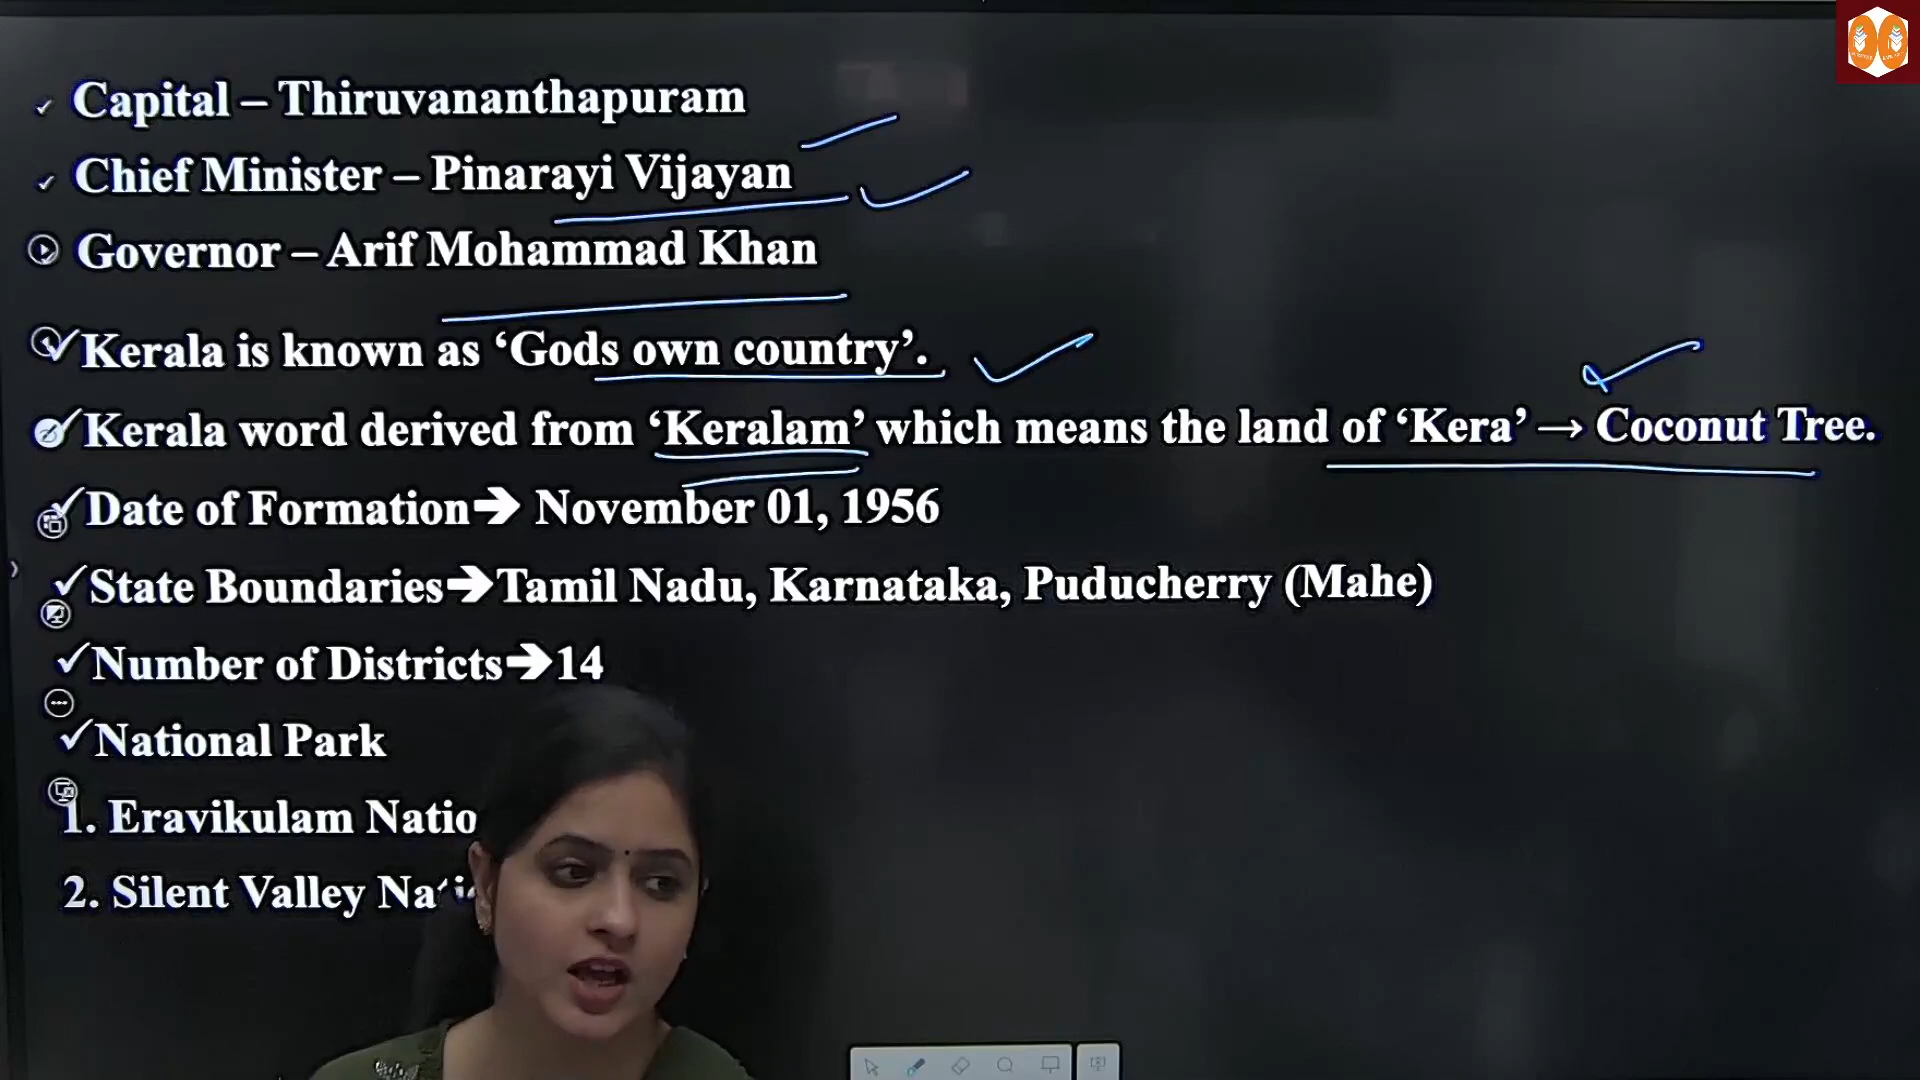 Capital – Thiruvananthapuram
Chief Minister – Pinarayi Vijayan
Governor – Arif Mohammad Khan
Kerala is known as ‘Gods own country’.
Kerala word derived from ‘Keralam’ which means the land of ‘Kera’ → Coconut Tree.
Date of Formation➔ November 01, 1956
State Boundaries➔Tamil Nadu, Karnataka, Puducherry (Mahe)
Number of Districts➔14
National Park
1. Eravikulam Natio
2. Silent Valley Na